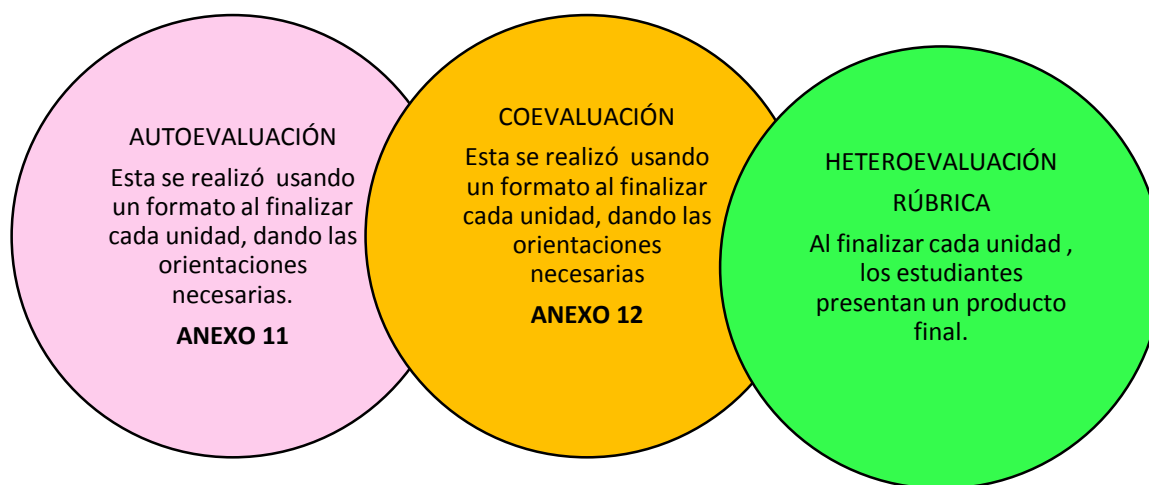 AUTOEVALUACIÓN
Esta se realizó  usando
un formato al finalizar
cada unidad, dando las
orientaciones
necesarias.
ANEXO 11
COEVALUACIÓN
Esta se realizó  usando
un formato al finalizar
cada unidad, dando las
orientaciones
necesarias
ANEXO 12
HETEROEVALUACIÓN
RÚBRICA
Al finalizar cada unidad ,
los estudiantes
presentan un producto
final.